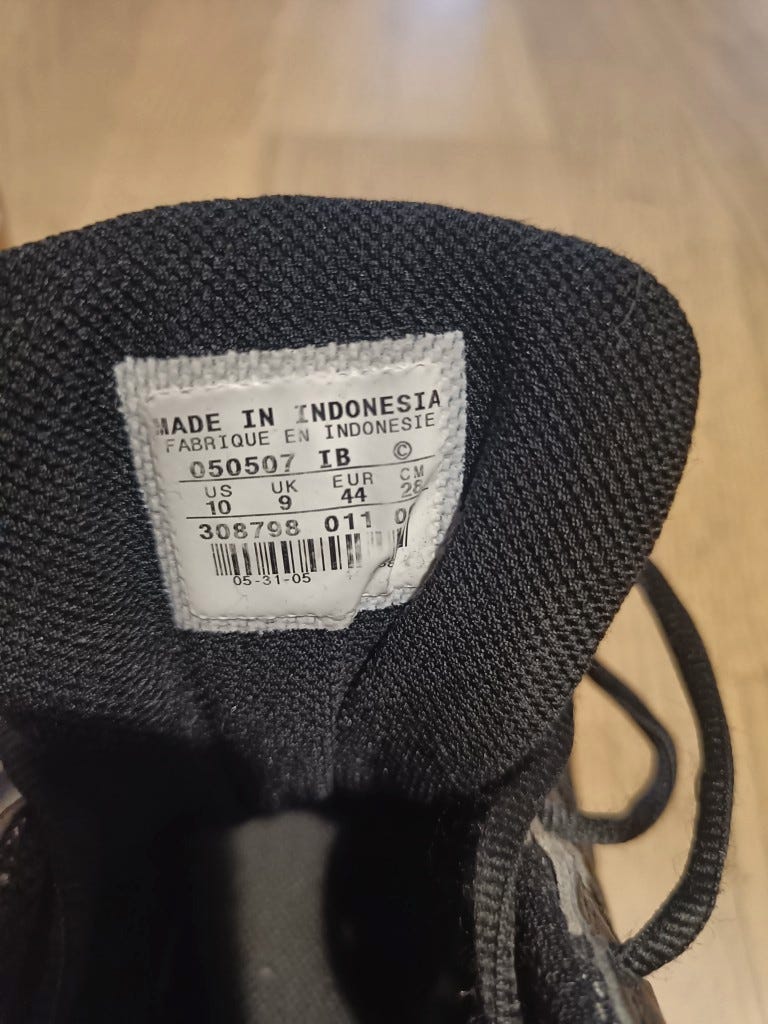 MADE IN INDONESIA
FABRIQUE EN INDONESIE
050507 IB ©
US UK EUR CM
10 9 44 28
308798 011
05-31-05